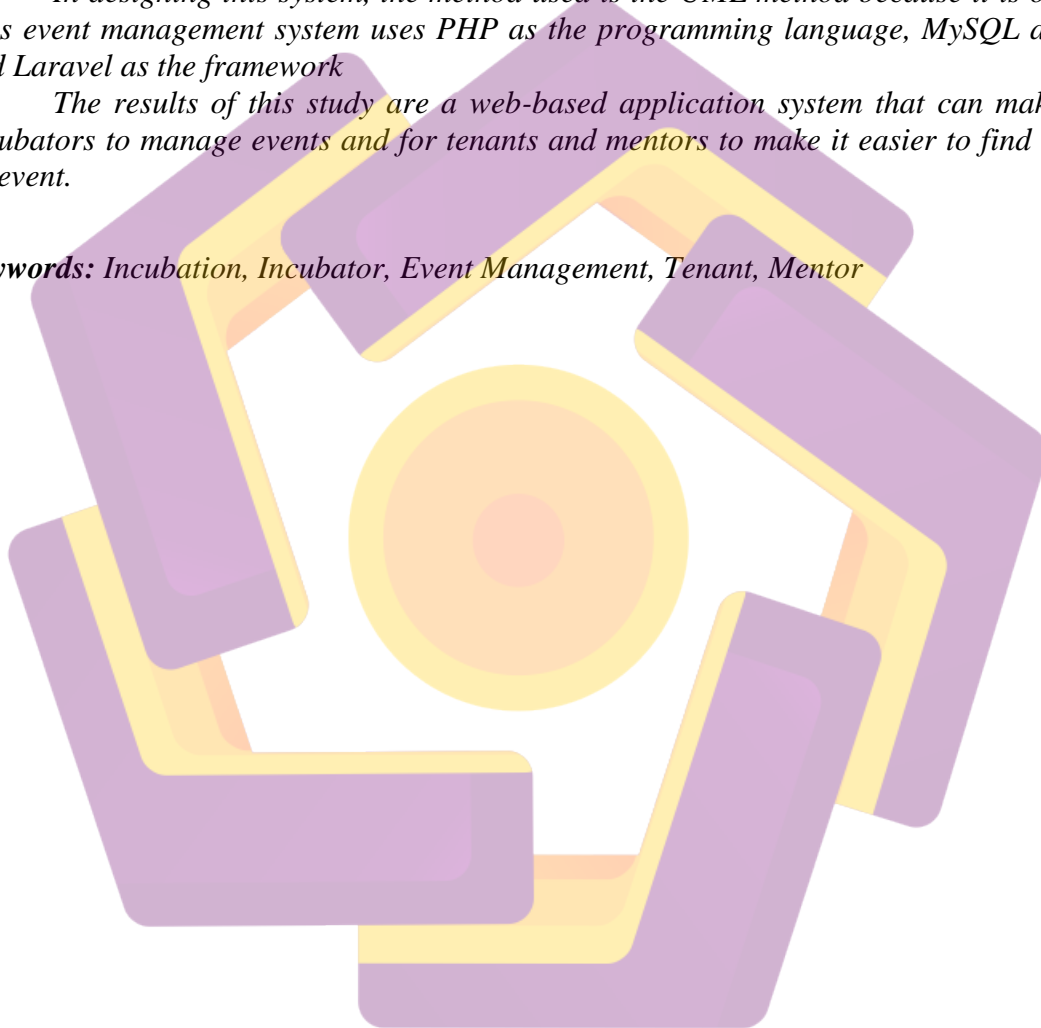 In designing this system, the method used is the UML method because it is o
s event management system uses PHP as the programming language, MySQL a
d Laravel as the framework
The results of this study are a web-based application system that can mak
ubators to manage events and for tenants and mentors to make it easier to find
event.
ywords: Incubation, Incubator, Event Management, Tenant, Mentor